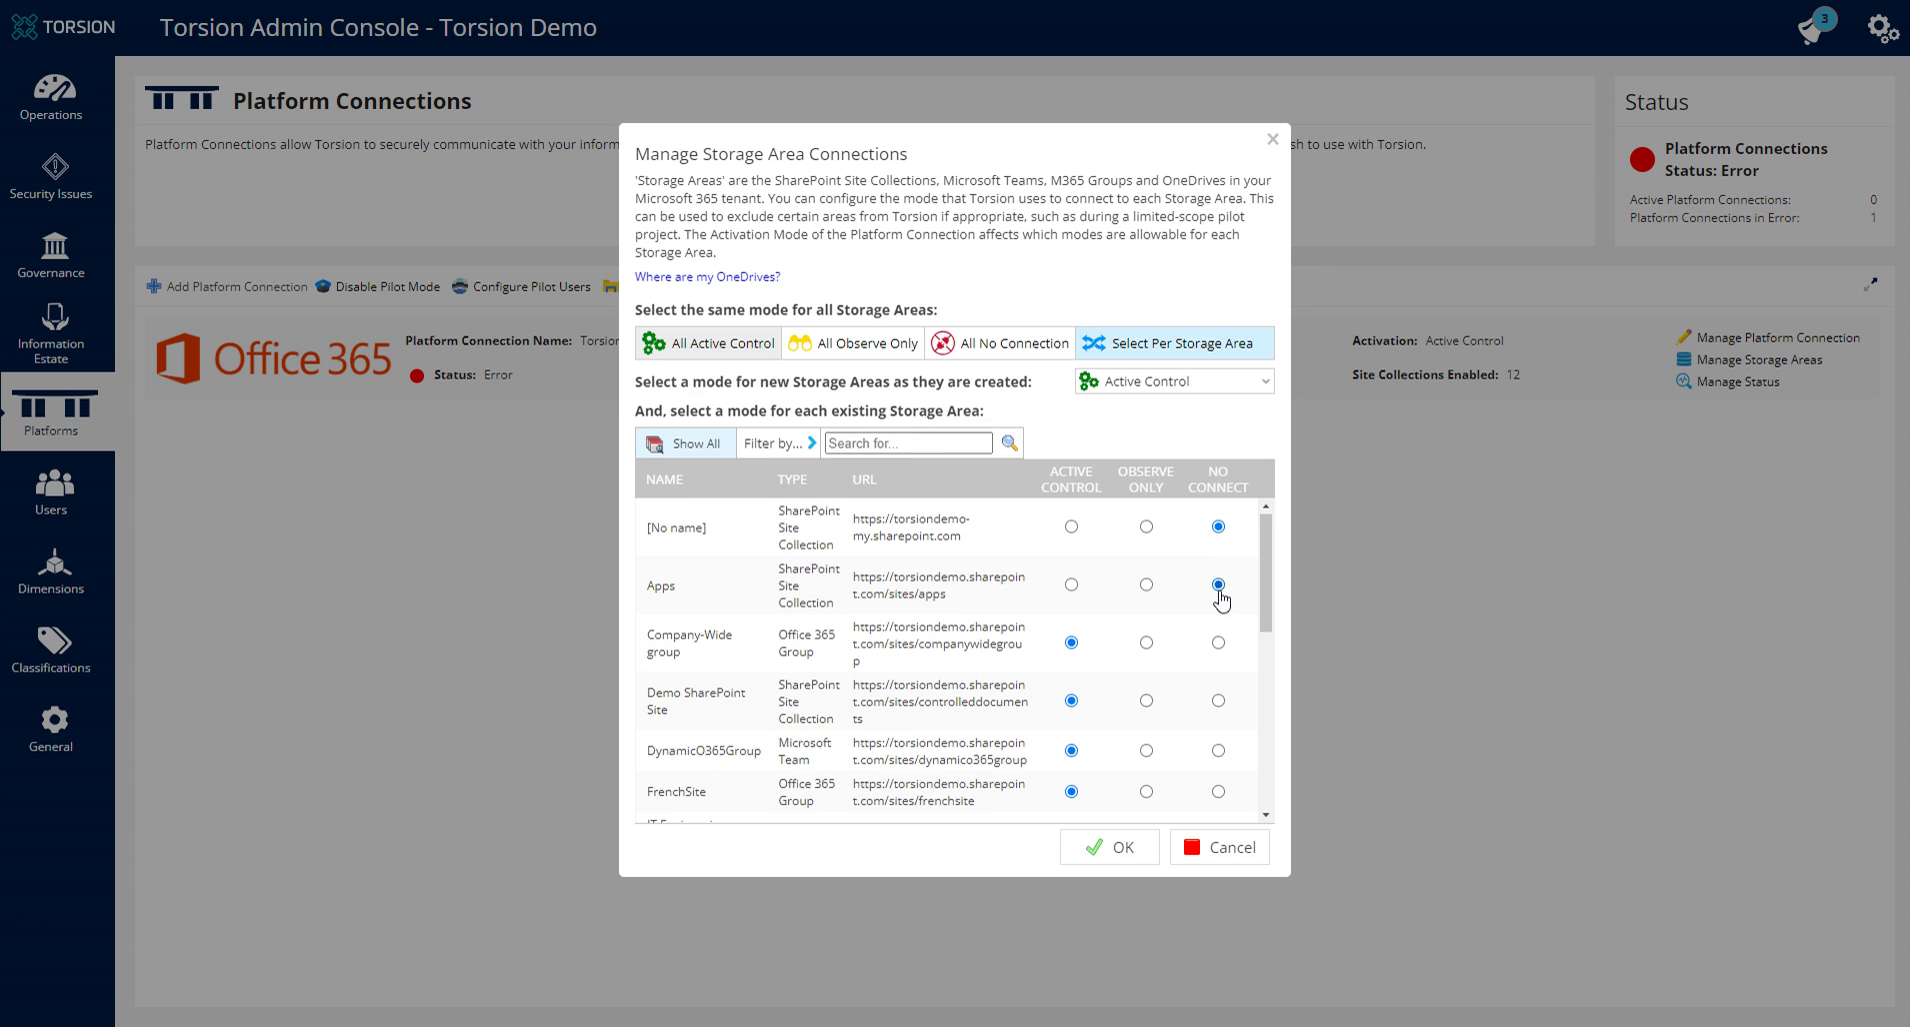 TORSION
Torsion Admin Console - Torsion Demo
3
Operations
Security Issues
Governance
Information
Estate
Platforms
Users
Dimensions
Classifications
General
Platform Connections
Platform Connections allow Torsion to securely communicate with your inform
sh to use with Torsion.
Status
Platform Connections
Status: Error
Active Platform Connections: 0
Platform Connections in Error: 1
Add Platform Connection Disable Pilot Mode Configure Pilot Users
Office 365
Platform Connection Name: Torsion
Status: Error
Activation: Active Control
Site Collections Enabled: 12
Manage Platform Connection
Manage Storage Areas
Manage Status
Manage Storage Area Connections
'Storage Areas' are the SharePoint Site Collections, Microsoft Teams, M365 Groups and OneDrives in your
Microsoft 365 tenant. You can configure the mode that Torsion uses to connect to each Storage Area. This
can be used to exclude certain areas from Torsion if appropriate, such as during a limited-scope pilot
project. The Activation Mode of the Platform Connection affects which modes are allowable for each
Storage Area.
Where are my OneDrives?
Select the same mode for all Storage Areas:
All Active Control All Observe Only All No Connection Select Per Storage Area
Select a mode for new Storage Areas as they are created: Active Control
And, select a mode for each existing Storage Area:
Show All Filter by... Search for...
NAME TYPE URL ACTIVE CONTROL OBSERVE ONLY NO CONNECT
[No name]
SharePoint
Site
Collection
https://torsiondemo-
my.sharepoint.com
Apps
SharePoint
Site
Collection
https://torsiondemo.sharepoin
t.com/sites/apps
Company-Wide
group
Office 365
Group
https://torsiondemo.sharepoin
t.com/sites/companywidegrou
p
Demo SharePoint
Site
SharePoint
Site
Collection
https://torsiondemo.sharepoin
t.com/sites/controlleddocumen
ts
DynamicO365Group
Microsoft
Team
https://torsiondemo.sharepoin
t.com/sites/dynamico365group
FrenchSite
Office 365
Group
https://torsiondemo.sharepoin
t.com/sites/frenchsite
OK Cancel